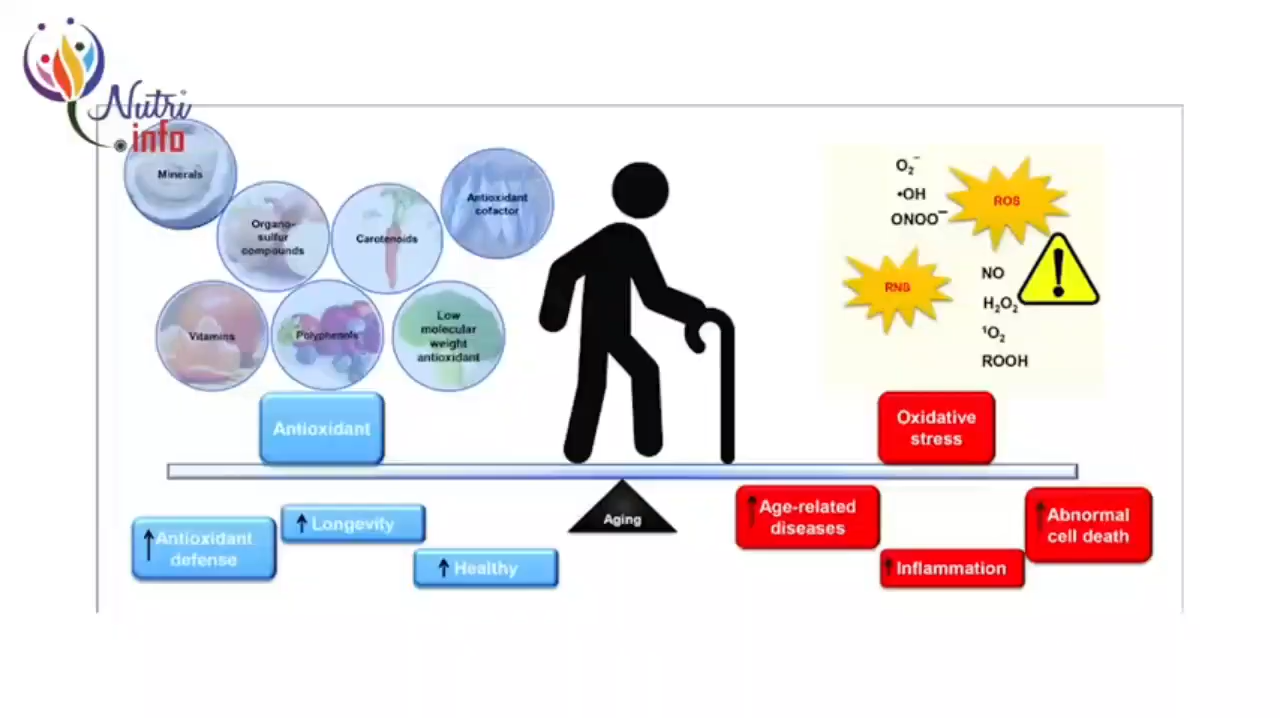 Nutri
.info
Minerals
Organo-
sulfur
compounds
Carotenoids
Antioxidant
cofactor
Vitamins
Polyphenols
Low
molecular
weight
antioxidant
Antioxidant
↑ Antioxidant
defense
↑ Longevity
↑ Healthy
Aging
O₂⁻
•OH
ONOO⁻
ROS
RNS
NO
H₂O₂
¹O₂
ROOH
Oxidative
stress
↑ Age-related
diseases
↑ Inflammation
↑ Abnormal
cell death